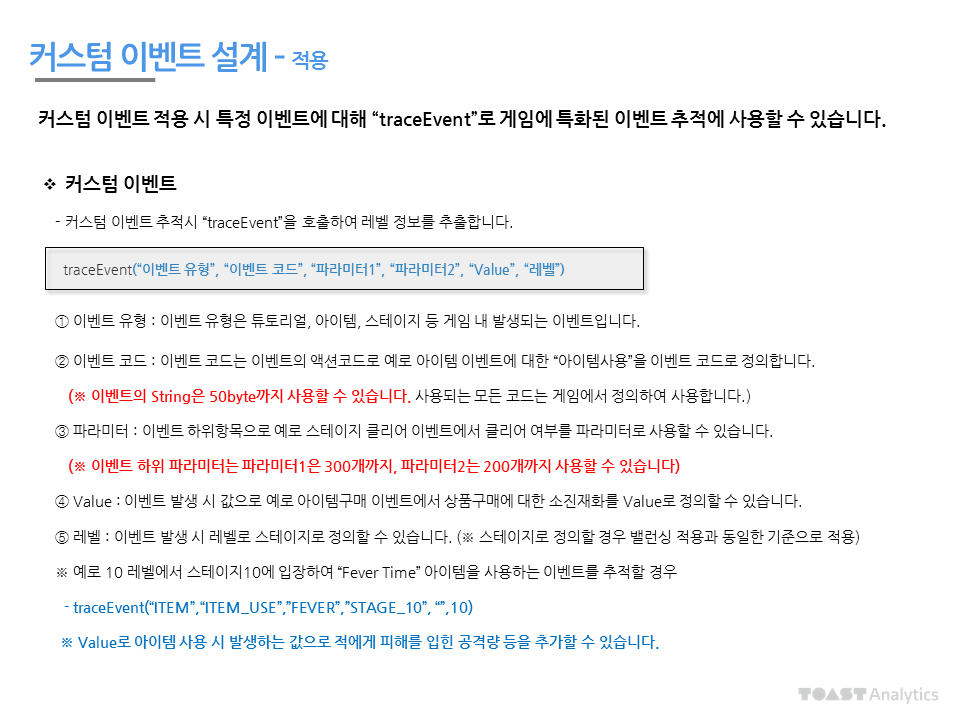 커스텀 이벤트 설계 - 적용
커스텀 이벤트 적용 시 특정 이벤트에 대해 “traceEvent”로 게임에 특화된 이벤트 추적에 사용할 수 있습니다.
❖ 커스텀 이벤트
- 커스텀 이벤트 추적시 “traceEvent”을 호출하여 레벨 정보를 추출합니다.
traceEvent(“이벤트 유형”, “이벤트 코드”, “파라미터1”, “파라미터2”, “Value”, “레벨”)
① 이벤트 유형 : 이벤트 유형은 튜토리얼, 아이템, 스테이지 등 게임 내 발생되는 이벤트입니다.
② 이벤트 코드 : 이벤트 코드는 이벤트의 액션코드로 예로 아이템 이벤트에 대한 “아이템사용”을 이벤트 코드로 정의합니다.
(※ 이벤트의 String은 50byte까지 사용할 수 있습니다. 사용되는 모든 코드는 게임에서 정의하여 사용합니다.)
③ 파라미터 : 이벤트 하위항목으로 예로 스테이지 클리어 이벤트에서 클리어 여부를 파라미터로 사용할 수 있습니다.
(※ 이벤트 하위 파라미터는 파라미터1은 300개까지, 파라미터2는 200개까지 사용할 수 있습니다)
④ Value : 이벤트 발생 시 값으로 예로 아이템구매 이벤트에서 상품구매에 대한 소진재화를 Value로 정의할 수 있습니다.
⑤ 레벨 : 이벤트 발생 시 레벨로 스테이지로 정의할 수 있습니다. (※ 스테이지로 정의할 경우 밸런싱 적용과 동일한 기준으로 적용)
※ 예로 10 레벨에서 스테이지10에 입장하여 “Fever Time” 아이템을 사용하는 이벤트를 추적할 경우
- traceEvent(“ITEM”,“ITEM_USE”,”FEVER”,”STAGE_10”, “”,10)
※ Value로 아이템 사용 시 발생하는 값으로 적에게 피해를 입힌 공격량 등을 추가할 수 있습니다.
TOAST Analytics